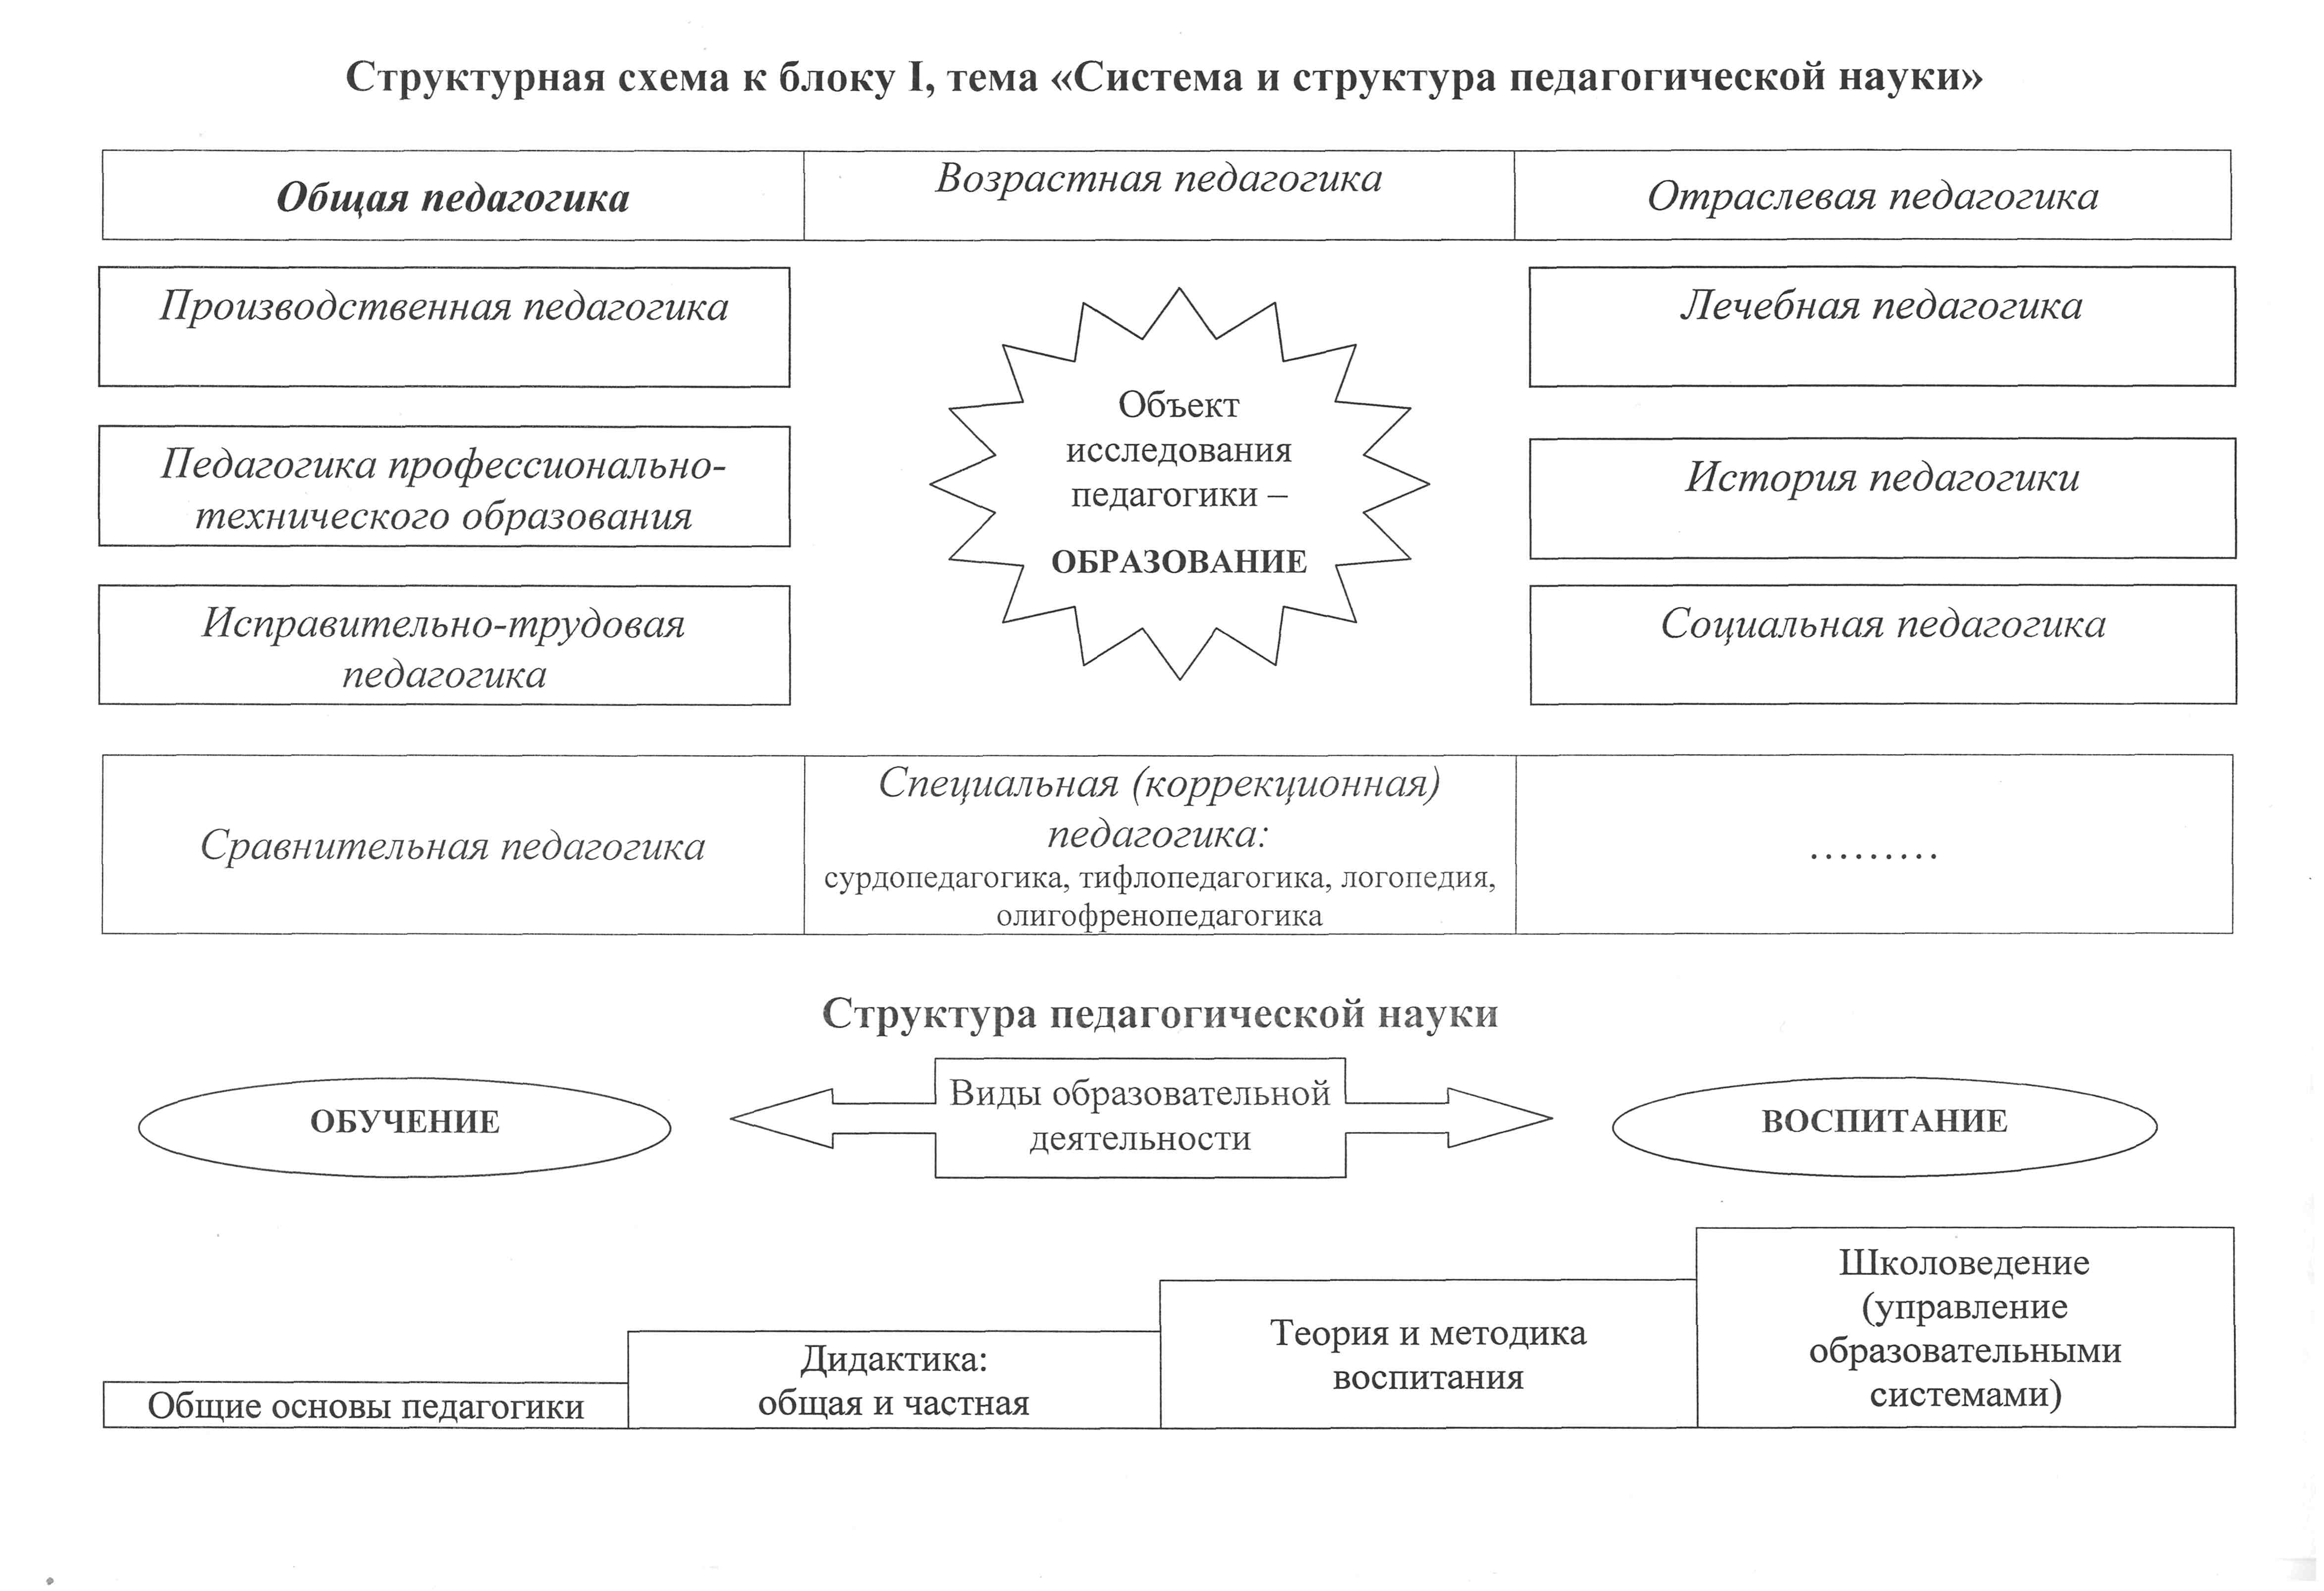 Структурная схема к блоку I, тема «Система и структура педагогической науки»
Общая педагогика
Возрастная педагогика
Отраслевая педагогика
Производственная педагогика
Лечебная педагогика
Объект
исследования
педагогики –
ОБРАЗОВАНИЕ
Педагогика профессионально-
технического образования
История педагогики
Исправительно-трудовая
педагогика
Социальная педагогика
Сравнительная педагогика
Специальная (коррекционная)
педагогика:
сурдопедагогика, тифлопедагогика, логопедия,
олигофренопедагогика
.........
Структура педагогической науки
ОБУЧЕНИЕ
Виды образовательной
деятельности
ВОСПИТАНИЕ
Общие основы педагогики
Дидактика:
общая и частная
Теория и методика
воспитания
Школоведение
(управление
образовательными
системами)